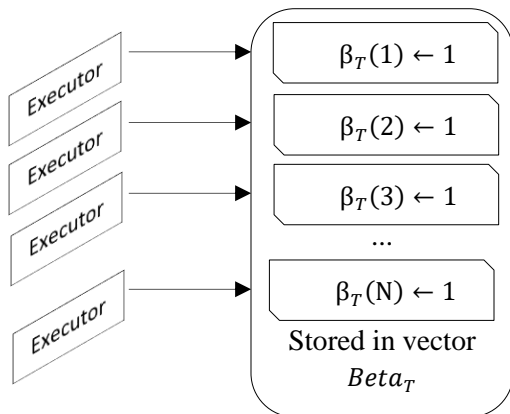 Executor
β_T(1) ← 1
Executor
β_T(2) ← 1
Executor
β_T(3) ← 1
...
Executor
β_T(N) ← 1
Stored in vector
Beta_T